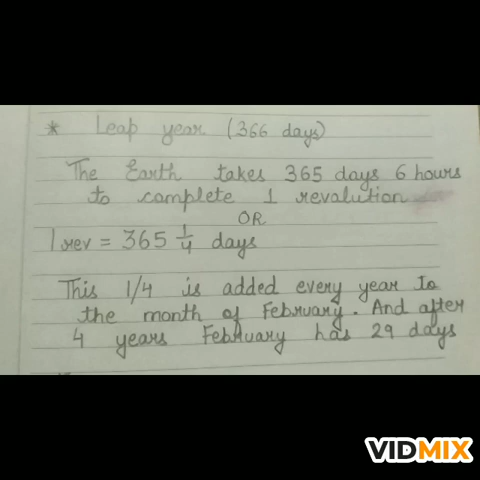 * Leap year (366 days)
The Earth takes 365 days 6 hours
to complete 1 revalution
OR
1 rev = 365 1/4 days
This 1/4 is added every year to
the month of February. And after
4 years February has 29 days
VIDMIX